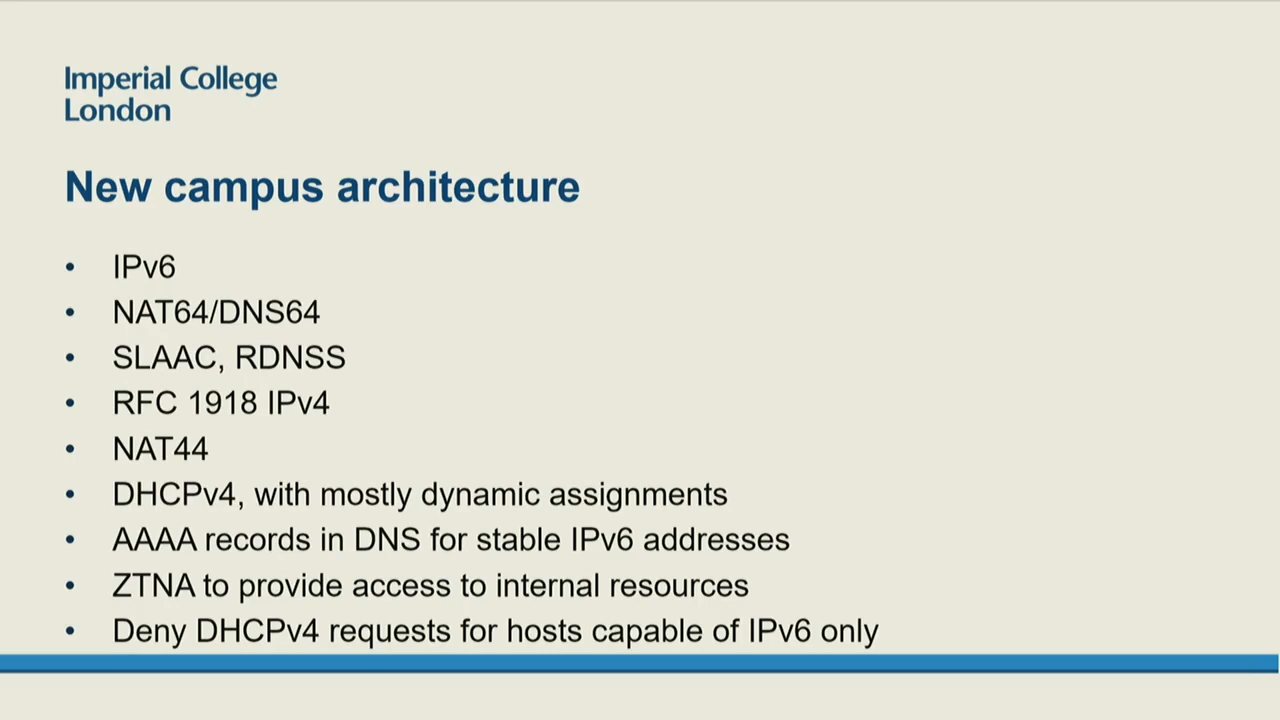 Imperial College
London
New campus architecture
• IPv6
• NAT64/DNS64
• SLAAC, RDNSS
• RFC 1918 IPv4
• NAT44
• DHCPv4, with mostly dynamic assignments
• AAAA records in DNS for stable IPv6 addresses
• ZTNA to provide access to internal resources
• Deny DHCPv4 requests for hosts capable of IPv6 only